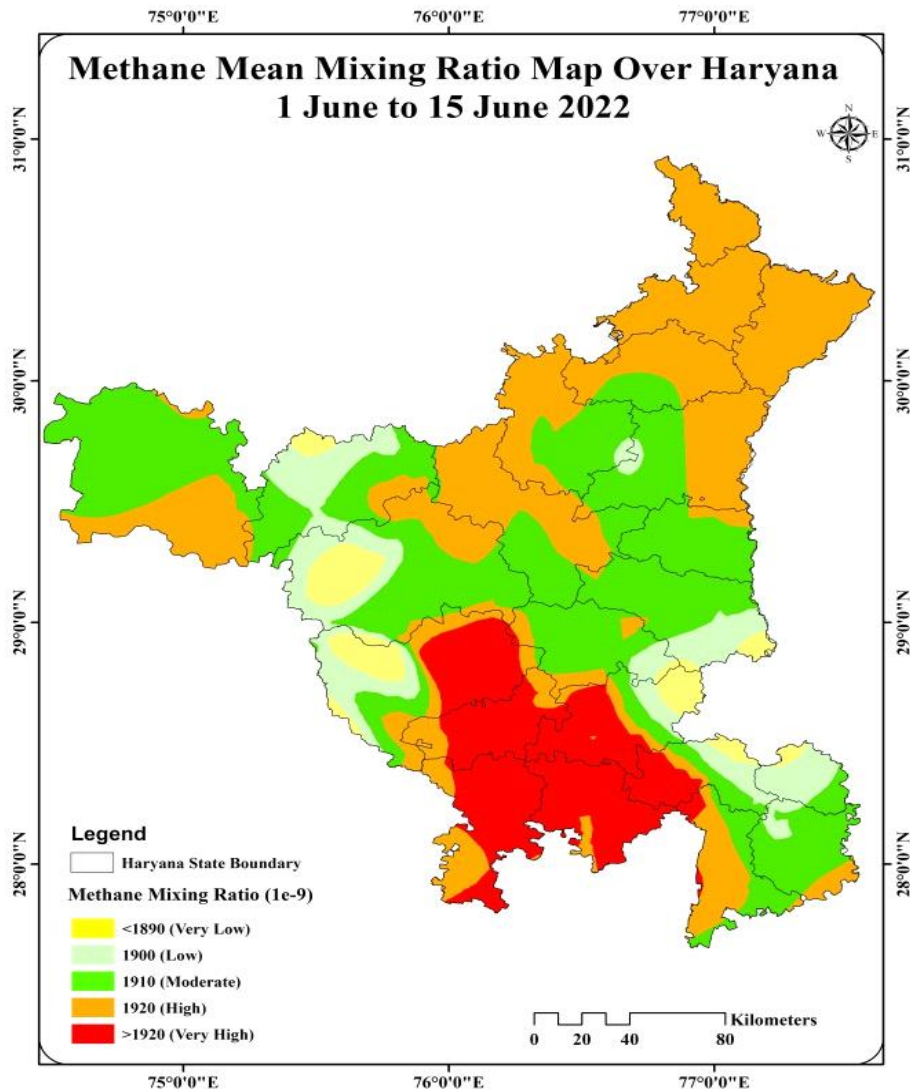 75°0'0"E 76°0'0"E 77°0'0"E
Methane Mean Mixing Ratio Map Over Haryana
1 June to 15 June 2022
N
W E
S
31°0'0"N 31°0'0"N
30°0'0"N 30°0'0"N
29°0'0"N 29°0'0"N
28°0'0"N 28°0'0"N
Legend
Haryana State Boundary
Methane Mixing Ratio (1e-9)
<1890 (Very Low)
1900 (Low)
1910 (Moderate)
1920 (High)
>1920 (Very High)
Kilometers
0 20 40 80
75°0'0"E 76°0'0"E 77°0'0"E